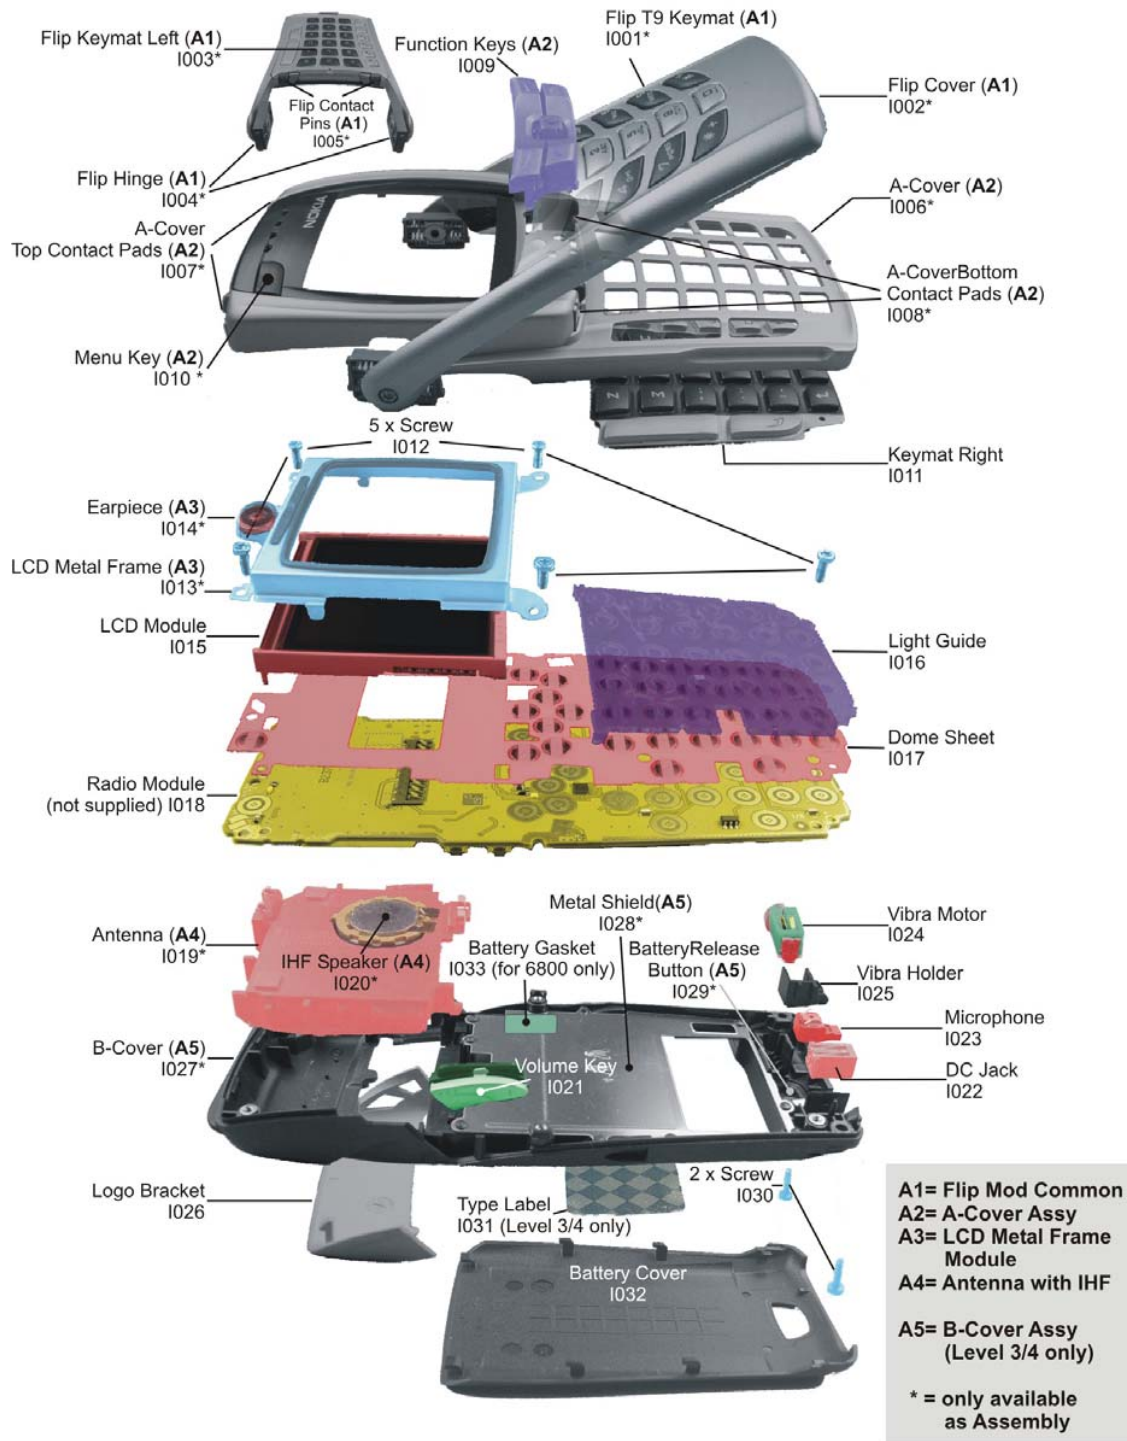 Flip Keymat Left (A1)
I003*
Function Keys (A2)
I009
Flip T9 Keymat (A1)
I001*
Flip Cover (A1)
I002*
Flip Contact
Pins (A1)
I005*
Flip Hinge (A1)
I004*
A-Cover
Top Contact Pads (A2)
I007*
NOKIA
A-Cover (A2)
I006*
A-CoverBottom
Contact Pads (A2)
I008*
Menu Key (A2)
I010 *
5 x Screw
I012
Keymat Right
I011
Earpiece (A3)
I014*
LCD Metal Frame (A3)
I013*
LCD Module
I015
Light Guide
I016
Dome Sheet
I017
Radio Module
(not supplied) I018
Metal Shield(A5)
I028*
Vibra Motor
I024
Antenna (A4)
I019*
IHF Speaker (A4)
I020*
Battery Gasket
I033 (for 6800 only)
BatteryRelease
Button (A5)
I029*
Vibra Holder
I025
Microphone
I023
B-Cover (A5)
I027*
Volume Key
I021
DC Jack
I022
Logo Bracket
I026
Type Label
I031 (Level 3/4 only)
2 x Screw
I030
Battery Cover
I032
A1= Flip Mod Common
A2= A-Cover Assy
A3= LCD Metal Frame
Module
A4= Antenna with IHF
A5= B-Cover Assy
(Level 3/4 only)
* = only available
as Assembly